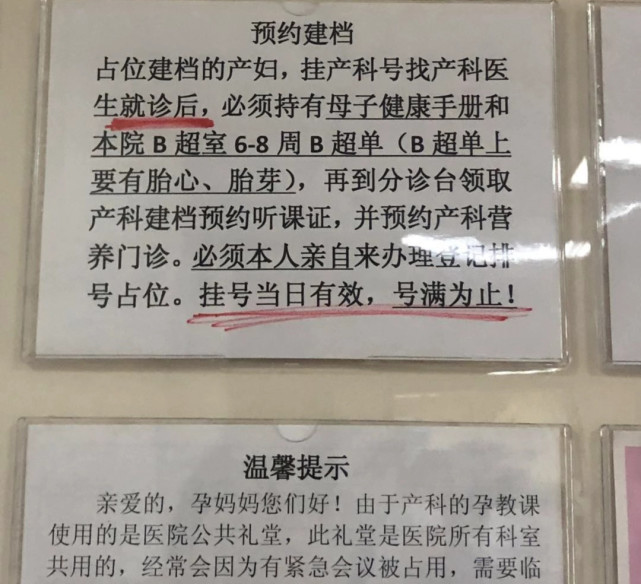 预约建档
占位建档的产妇，挂产科号找产科医
生就诊后，必须持有母子健康手册和
本院 B 超室 6-8 周 B 超单（B 超单上
要有胎心、胎芽），再到分诊台领取
产科建档预约听课证，并预约产科营
养门诊。必须本人亲自来办理登记排
号占位。挂号当日有效，号满为止！
温馨提示
亲爱的，孕妈妈您们好！由于产科的孕教课
使用的是医院公共礼堂，此礼堂是医院所有科室
共用的，经常会因为有紧急会议被占用，需要临